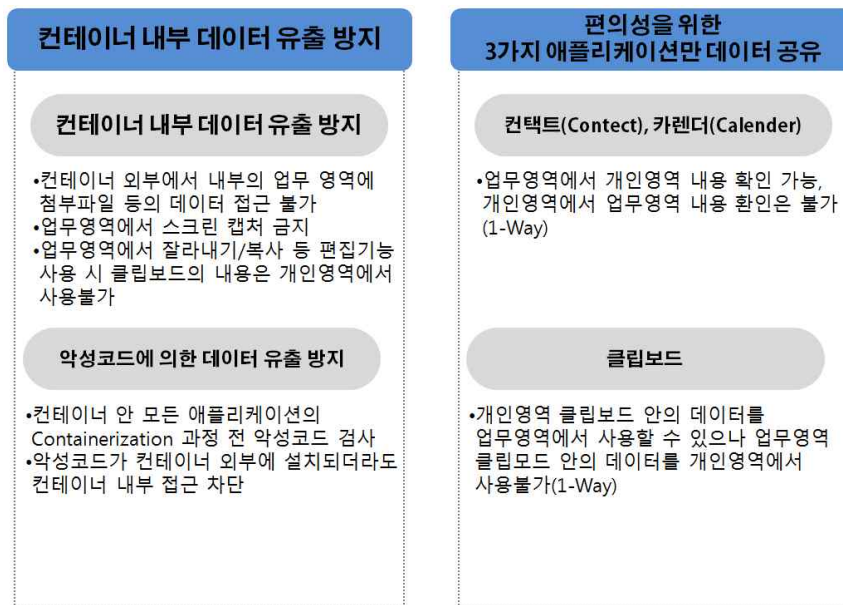 컨테이너 내부 데이터 유출 방지
컨테이너 내부 데이터 유출 방지
•컨테이너 외부에서 내부의 업무 영역에
첨부파일 등의 데이터 접근 불가
•업무영역에서 스크린 캡처 금지
•업무영역에서 잘라내기/복사 등 편집기능
사용 시 클립보드의 내용은 개인영역에서
사용불가
악성코드에 의한 데이터 유출 방지
•컨테이너 안 모든 애플리케이션의
Containerization 과정 전 악성코드 검사
•악성코드가 컨테이너 외부에 설치되더라도
컨테이너 내부 접근 차단
편의성을 위한
3가지 애플리케이션만 데이터 공유
컨택트(Contect), 카렌더(Calender)
•업무영역에서 개인영역 내용 확인 가능,
개인영역에서 업무영역 내용 환인은 불가
(1-Way)
클립보드
•개인영역 클립보드 안의 데이터를
업무영역에서 사용할 수 있으나 업무영역
클립모드 안의 데이터를 개인영역에서
사용불가(1-Way)